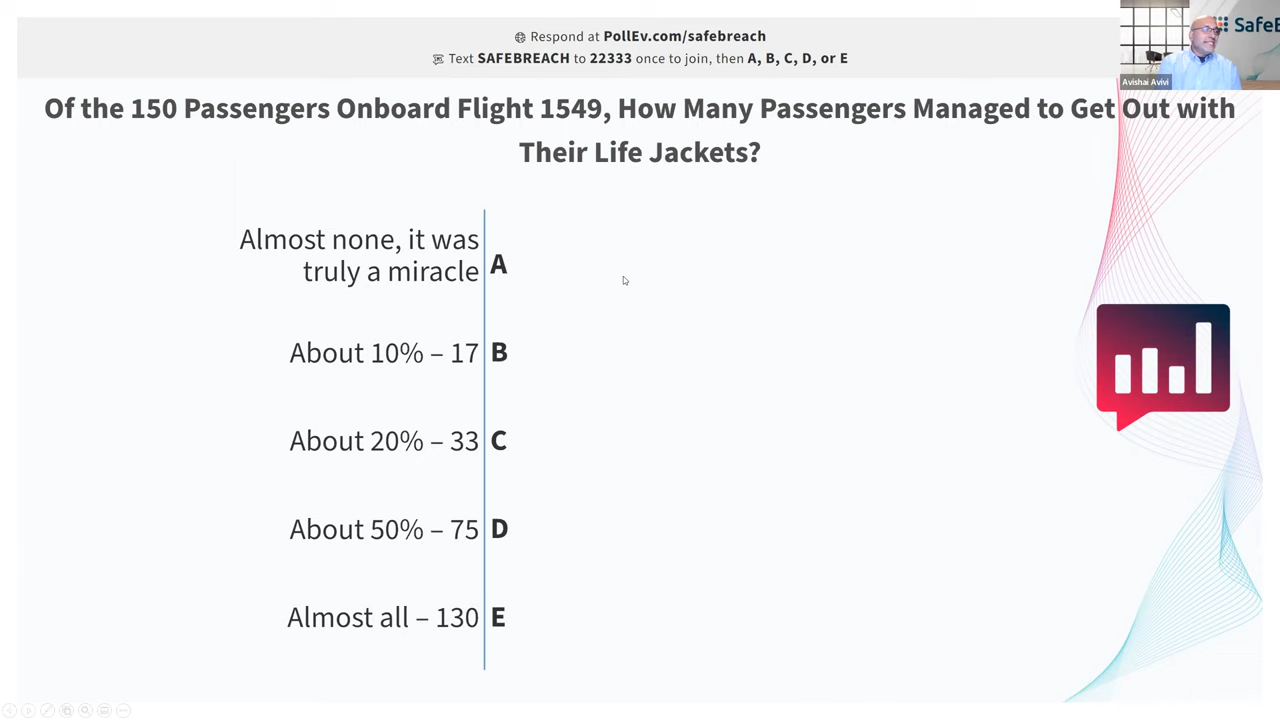 Respond at PollEv.com/safebreach
Text SAFEBREACH to 22333 once to join, then A, B, C, D, or E
SafeB
Avishai Avivi
Of the 150 Passengers Onboard Flight 1549, How Many Passengers Managed to Get Out with
Their Life Jackets?
Almost none, it was
truly a miracle A
About 10% – 17 B
About 20% – 33 C
About 50% – 75 D
Almost all – 130 E